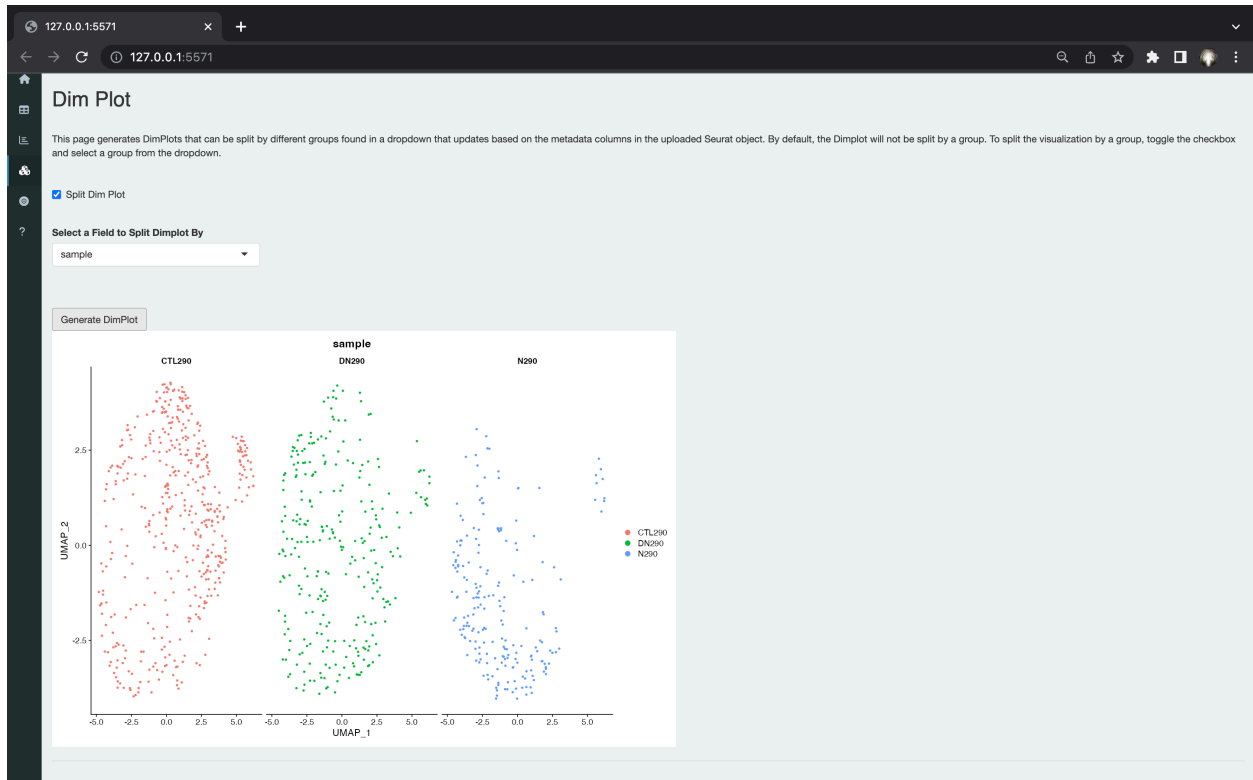 127.0.0.1:5571
127.0.0.1:5571
Dim Plot
This page generates DimPlots that can be split by different groups found in a dropdown that updates based on the metadata columns in the uploaded Seurat object. By default, the Dimplot will not be split by a group. To split the visualization by a group, toggle the checkbox
and select a group from the dropdown.
Split Dim Plot
?
Select a Field to Split Dimplot By
sample
Generate DimPlot
sample
CTL290 DN290 N290
2.5
0.0
-2.5
UMAP_2
CTL290
DN290
N290
-5.0 -2.5 0.0 2.5 5.0 -5.0 -2.5 0.0 2.5 5.0 -5.0 -2.5 0.0 2.5 5.0
UMAP_1